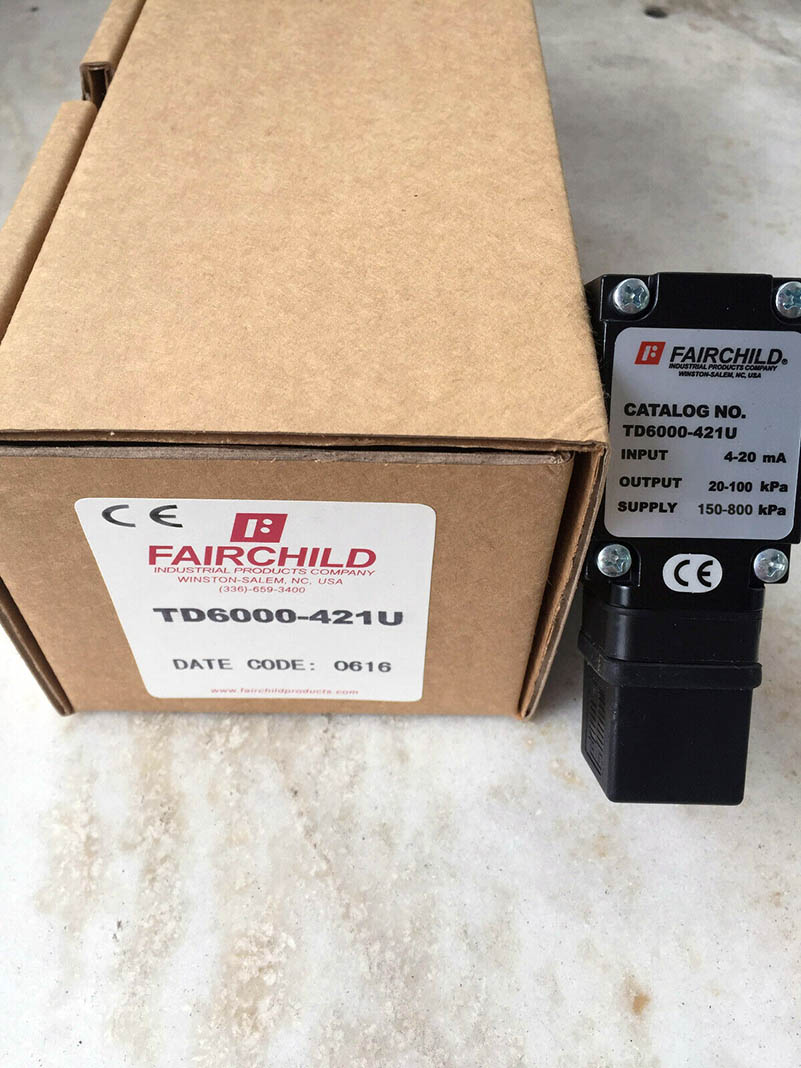 CE
FAIRCHILD
INDUSTRIAL PRODUCTS COMPANY
WINSTON-SALEM, NC, USA
(336)-659-3400
TD6000-421U
DATE CODE: 0616
www.fairchildproducts.com
FAIRCHILD®
INDUSTRIAL PRODUCTS COMPANY
WINSTON-SALEM, NC, USA
CATALOG NO.
TD6000-421U
INPUT 4-20 mA
OUTPUT 20-100 kPa
SUPPLY 150-800 kPa
CE